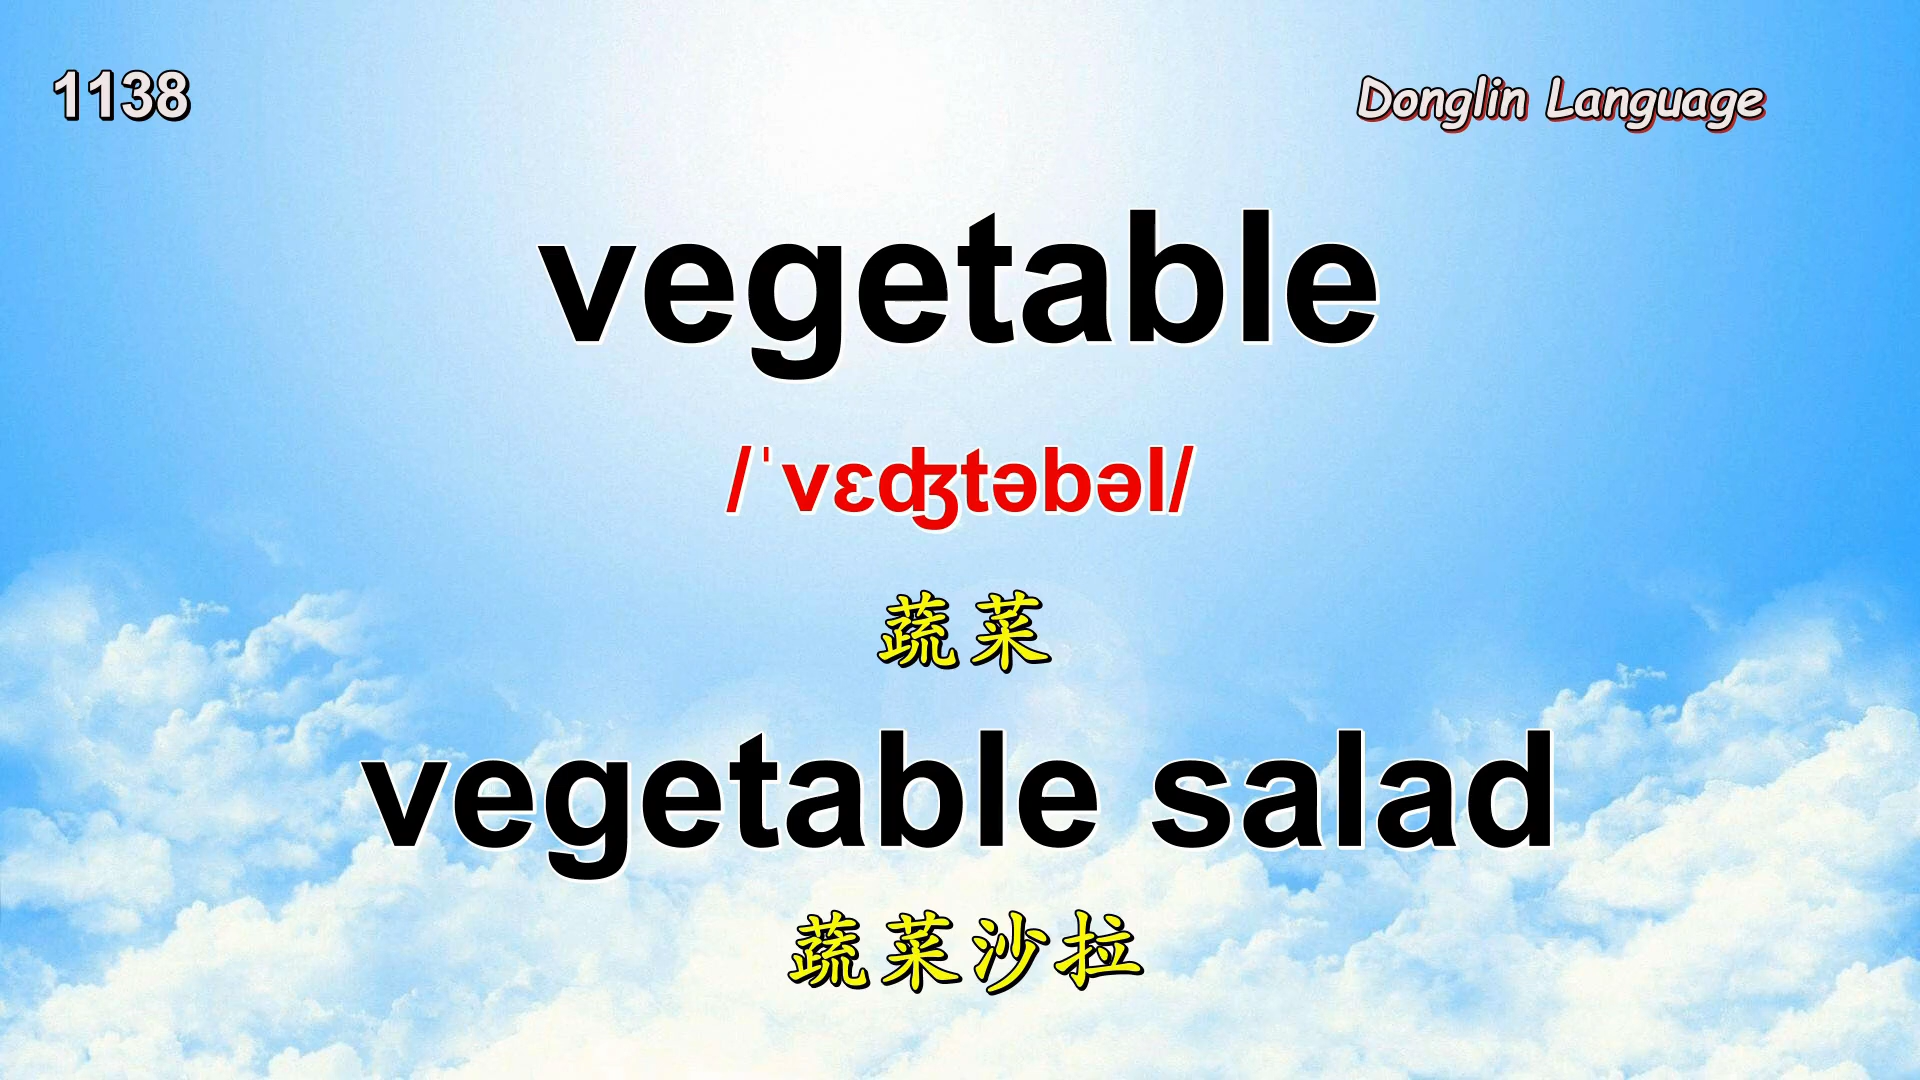 1138
Donglin Language
vegetable
/ˈvɛʤtəbəl/
蔬菜
vegetable salad
蔬菜沙拉